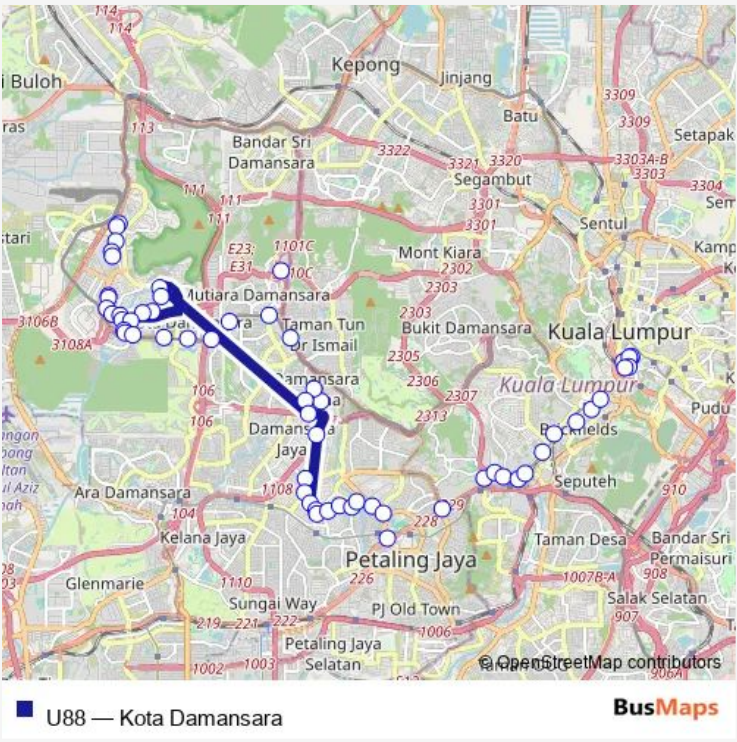 114
114
Kepong
Jinjang
i Buloh
3309
Batu
3309
ras
113
Setapak
Bandar Sri
Damansara
3322
3321 3320
3303A-B
3303
Segambut
3304
111
111
3301
Sem
111
3301
Sentul
stari
E23;
E31
1101C
Mont Kiara
Kamp
2302
Mutiara Damansara
2303
2303
3106B
Taman Tun
Dr Ismail
Bukit Damansara
Kuala Lumpur
3108A
2305
2306
Kuala Lumpur
106
2307
106
2313
Pudu
Jaya
Seputeh
Ara Damansara
1108
910
104
228
Kelana Jaya
Taman Desa
Bandar Sri
Permaisuri
Petaling Jaya
226
1007B-A
908
Glenmarie
1110
Salak Selatan
Sungai Way
PJ Old Town
907
219 221 222
1006
Petaling Jaya
Selatan
1002
1003
© OpenStreetMap contributors
U88 — Kota Damansara
BusMaps